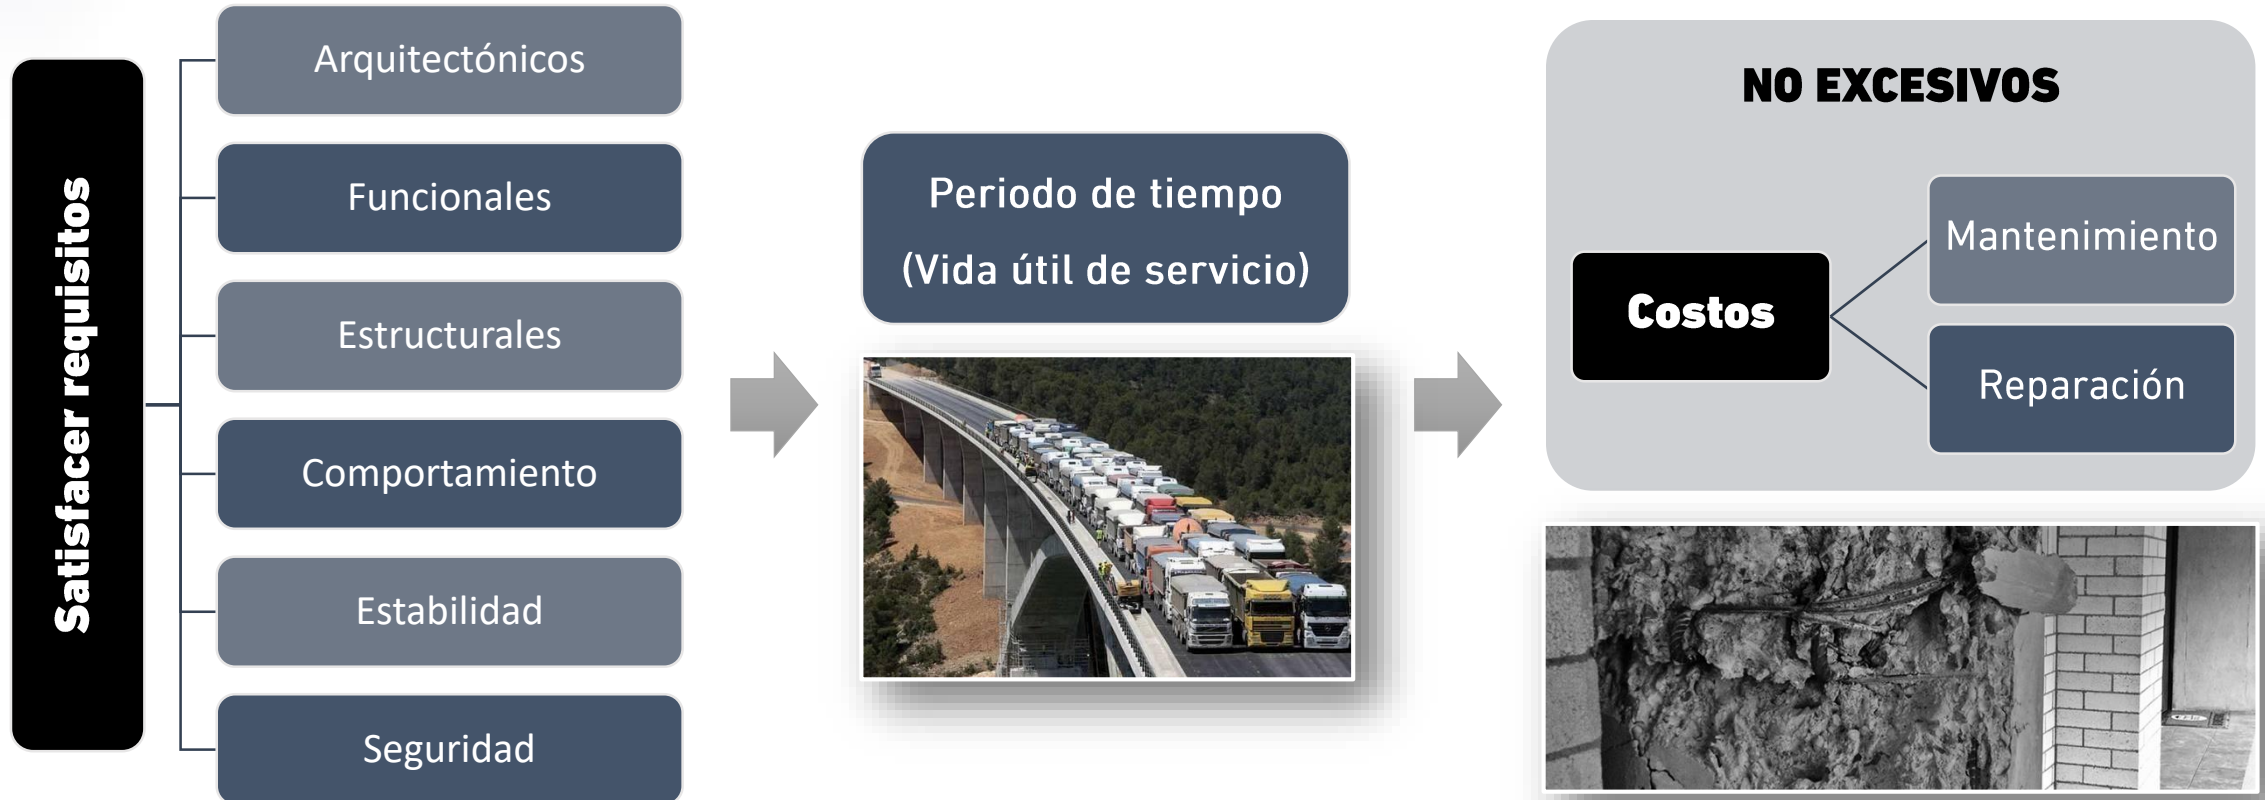 Satisfacer requisitos
Arquitectónicos
Funcionales
Estructurales
Comportamiento
Estabilidad
Seguridad
Periodo de tiempo
(Vida útil de servicio)
NO EXCESIVOS
Costos
Mantenimiento
Reparación